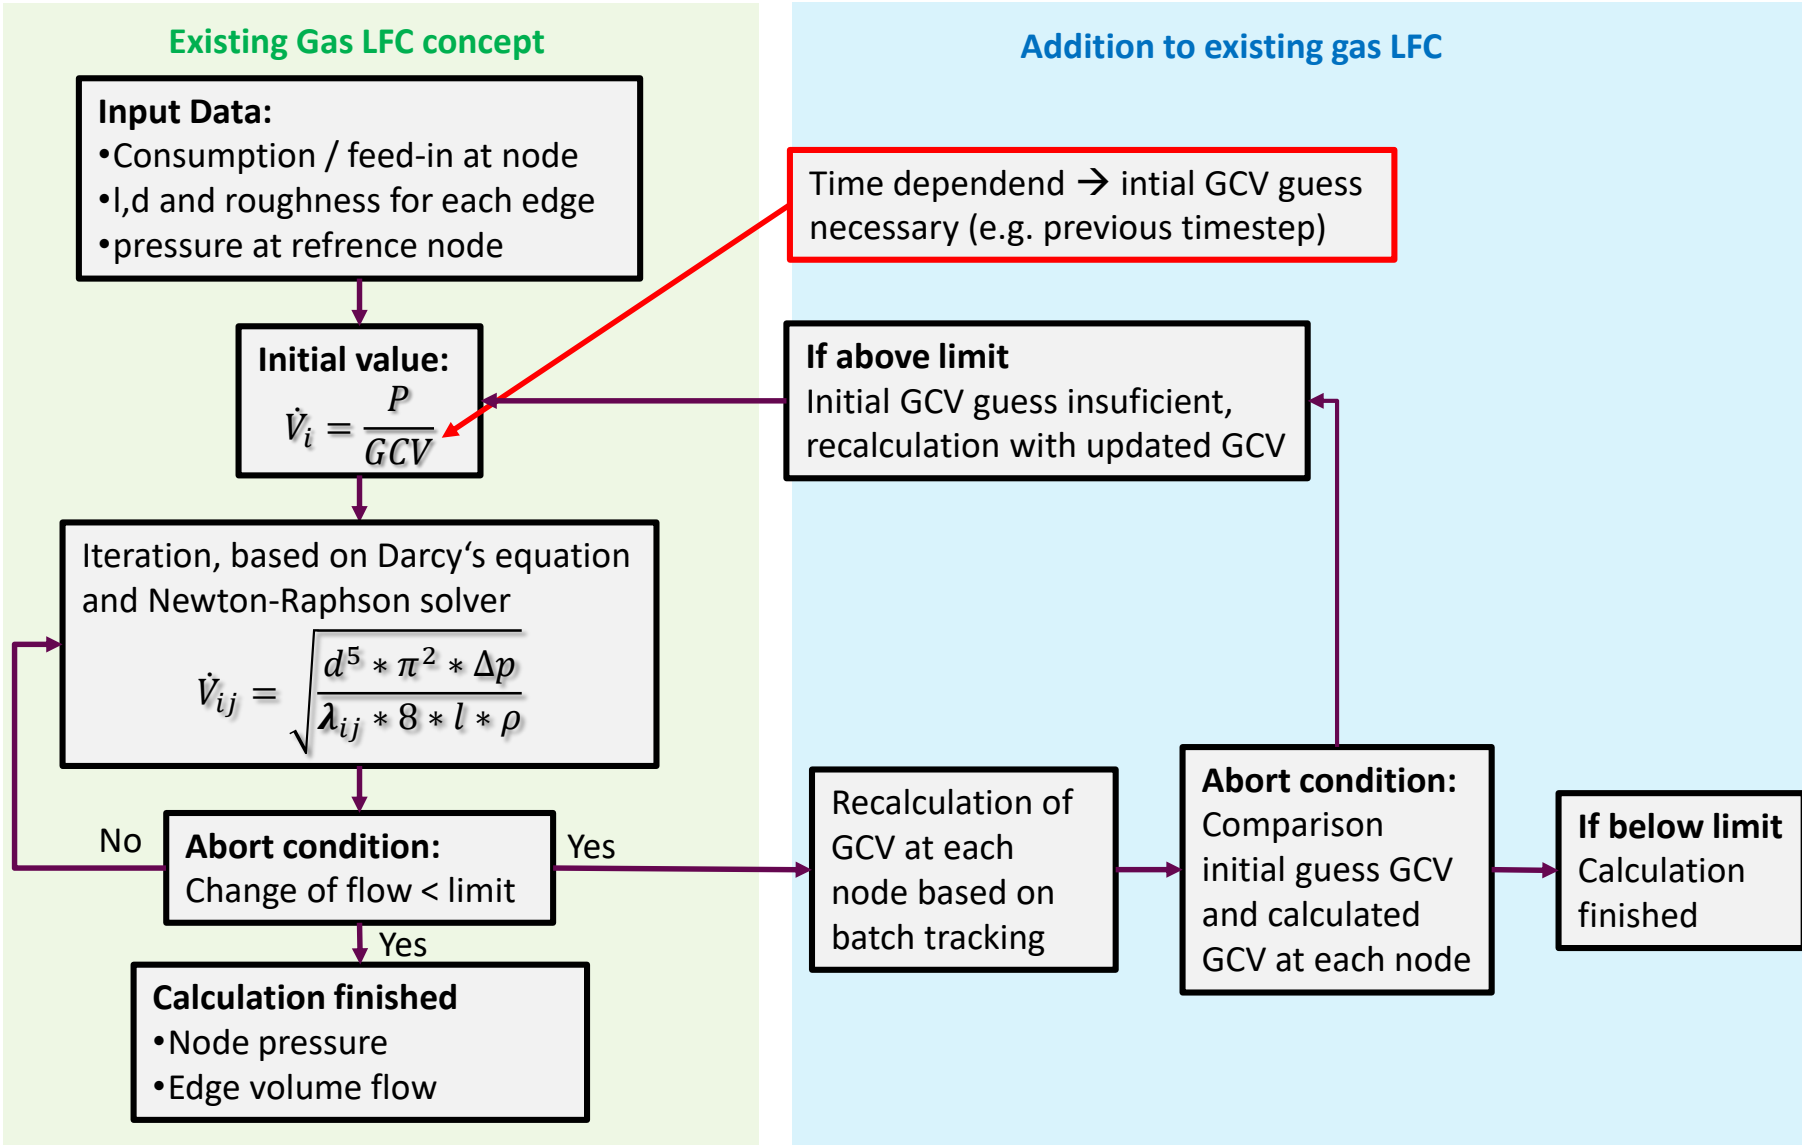 Existing Gas LFC concept
Input Data:
•Consumption / feed-in at node
•l,d and roughness for each edge
•pressure at refrence node
Initial value:
V̇_i = P / GCV
Iteration, based on Darcy‘s equation
and Newton-Raphson solver
V̇_ij = √(d^5 * π^2 * Δp / λ_ij * 8 * l * ρ)
No
Abort condition:
Change of flow < limit
Yes
Yes
Calculation finished
•Node pressure
•Edge volume flow
Addition to existing gas LFC
Time dependend → intial GCV guess
necessary (e.g. previous timestep)
If above limit
Initial GCV guess insuficient,
recalculation with updated GCV
Recalculation of
GCV at each
node based on
batch tracking
Abort condition:
Comparison
initial guess GCV
and calculated
GCV at each node
If below limit
Calculation
finished